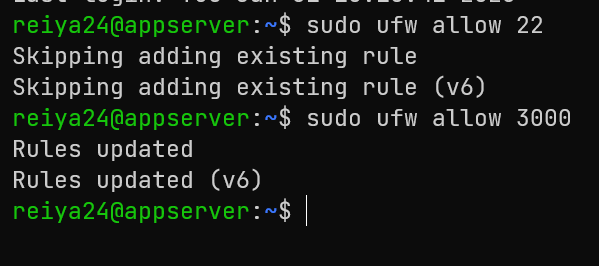 reiya24@appserver:~$ sudo ufw allow 22
Skipping adding existing rule
Skipping adding existing rule (v6)
reiya24@appserver:~$ sudo ufw allow 3000
Rules updated
Rules updated (v6)
reiya24@appserver:~$